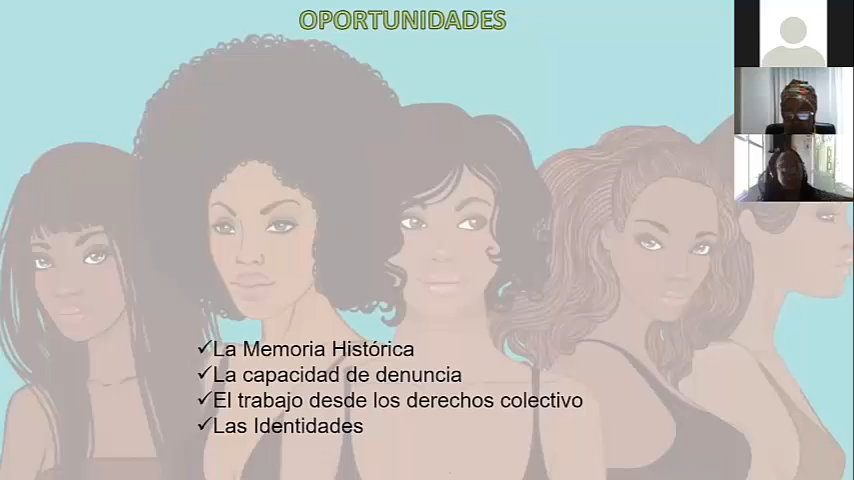 OPORTUNIDADES
✓La Memoria Histórica
✓La capacidad de denuncia
✓El trabajo desde los derechos colectivo
✓Las Identidades